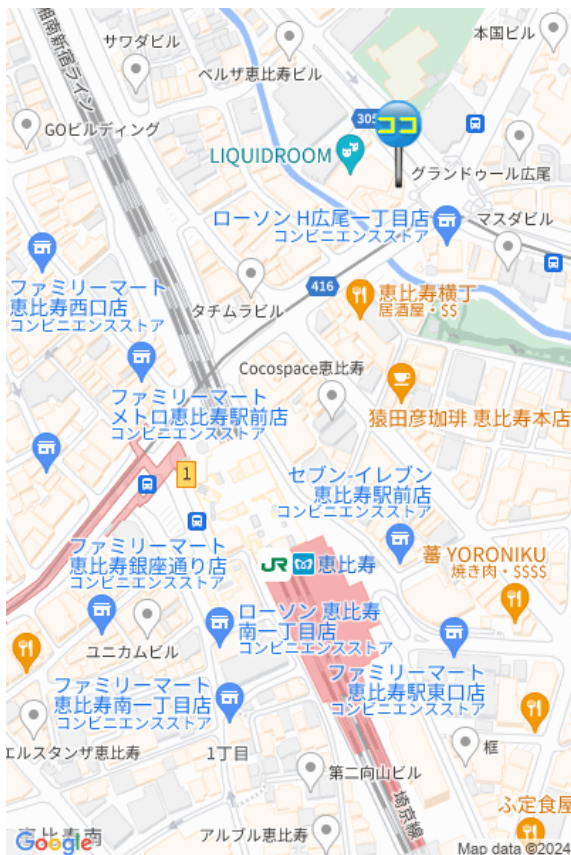 サワダビル
本国ビル
湘南新宿ライン
ベルザ恵比寿ビル
305
ココ
GOビルディング
LIQUIDROOM
グランドゥール広尾
ローソン H広尾一丁目店
コンビニエンスストア
マスダビル
ファミリーマート
恵比寿西口店
コンビニエンスストア
416
タチムラビル
恵比寿横丁
居酒屋・$$
Cocospace恵比寿
ファミリーマート
メトロ恵比寿駅前店
コンビニエンスストア
猿田彦珈琲 恵比寿本店
1
セブン-イレブン
恵比寿駅前店
コンビニエンスストア
ファミリーマート
恵比寿銀座通り店
コンビニエンスストア
JR
恵比寿
蕃 YORONIKU
焼き肉・$$$$
ローソン 恵比寿
南一丁目店
コンビニエンスストア
ユニカムビル
ファミリーマート
恵比寿駅東口店
コンビニエンスストア
ファミリーマート
恵比寿南一丁目店
コンビニエンスストア
エルスタンザ恵比寿
1丁目
框
第二向山ビル
埼京線
ふ定食屋
恵比寿南
Google
アルブル恵比寿
Map data ©2024